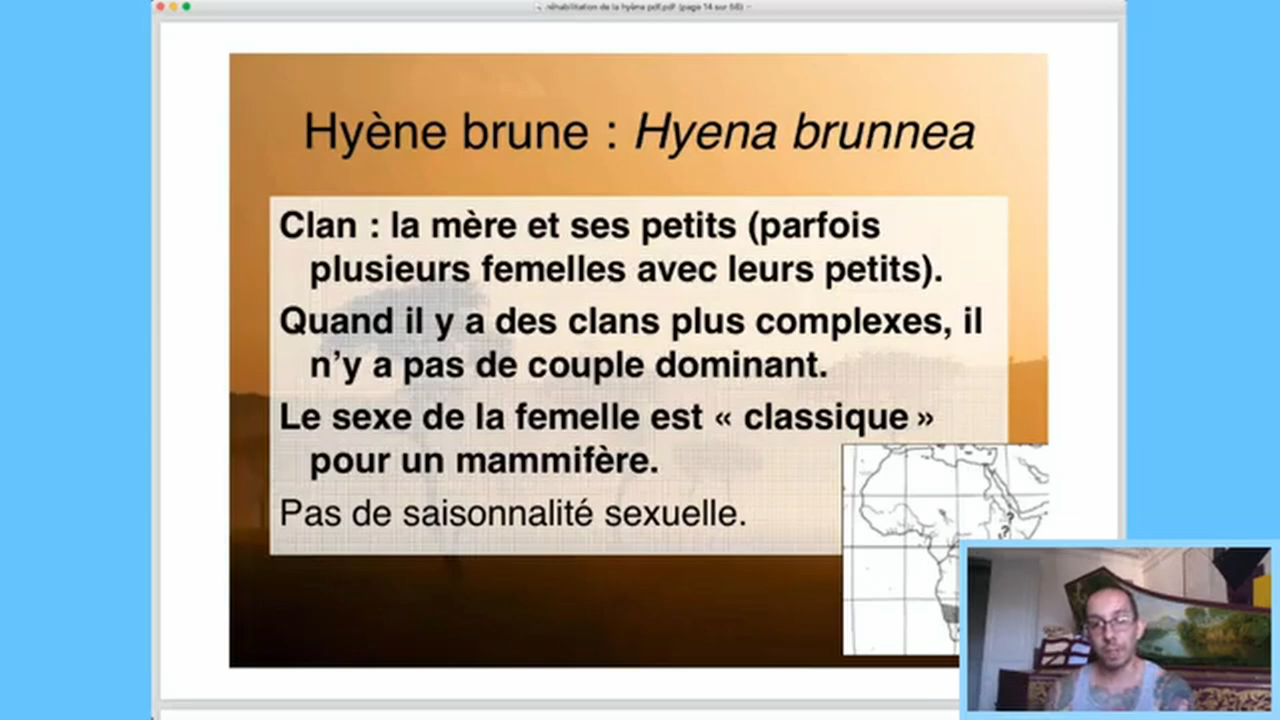 réhabilitation de la hyène pdf.pdf (page 14 sur 68)
Hyène brune : Hyena brunnea
Clan : la mère et ses petits (parfois
plusieurs femelles avec leurs petits).
Quand il y a des clans plus complexes, il
n’y a pas de couple dominant.
Le sexe de la femelle est « classique »
pour un mammifère.
Pas de saisonnalité sexuelle.
?
?